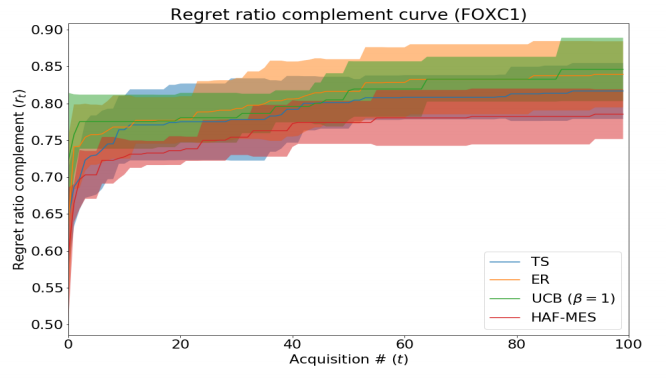 Regret ratio complement curve (FOXC1)
Regret ratio complement (r_t)
0.90
0.85
0.80
0.75
0.70
0.65
0.60
0.55
0.50
0 20 40 60 80 100
Acquisition # (t)
TS
ER
UCB (β = 1)
HAF-MES